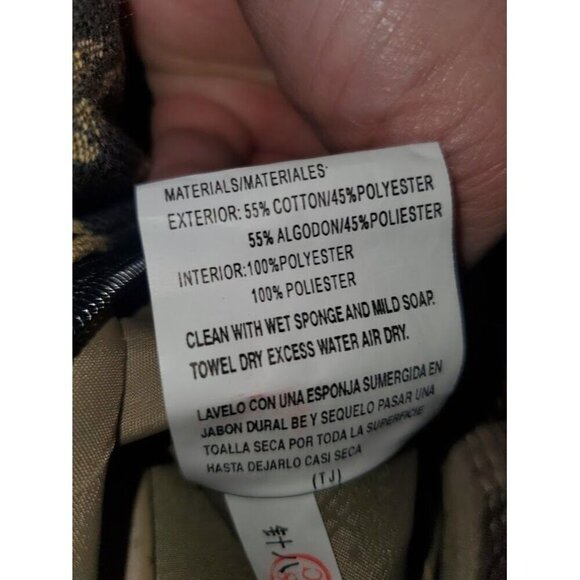 MATERIALS/MATERIALES
EXTERIOR: 55% COTTON/45%POLYESTER
55% ALGODON/45%POLIESTER
INTERIOR:100%POLYESTER
100% POLIESTER
CLEAN WITH WET SPONGE AND MILD SOAP.
TOWEL DRY EXCESS WATER AIR DRY.
LAVELO CON UNA ESPONJA SUMERGIDA EN
JABON DURAL BE Y SEQUELO PASAR UNA
TOALLA SECA POR TODA LA SUPERFICIE
HASTA DEJARLO CASI SECA
(TJ)